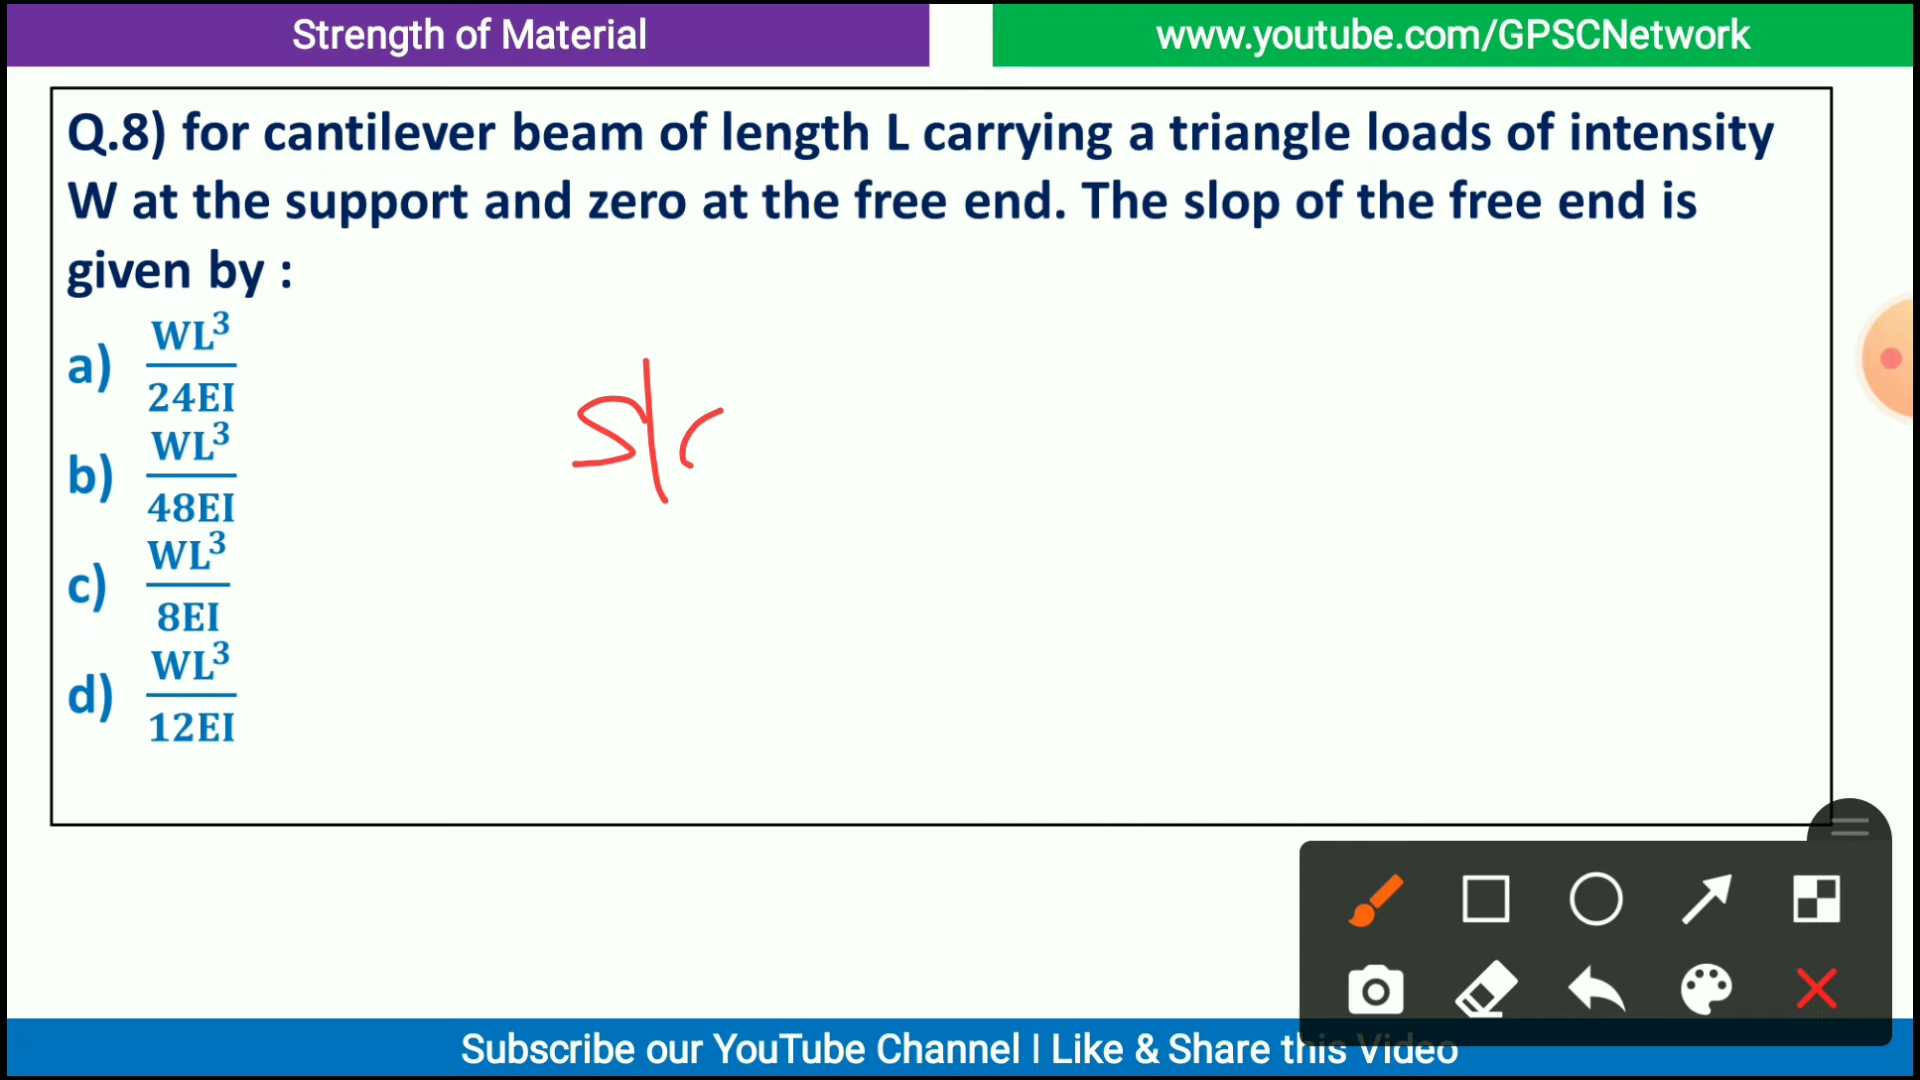 Strength of Material
www.youtube.com/GPSCNetwork
Q.8) for cantilever beam of length L carrying a triangle loads of intensity
W at the support and zero at the free end. The slop of the free end is
given by :
a) WL³
24EI
b) WL³
48EI
c) WL³
8EI
d) WL³
12EI
Slo
Subscribe our YouTube Channel I Like & Share this Video